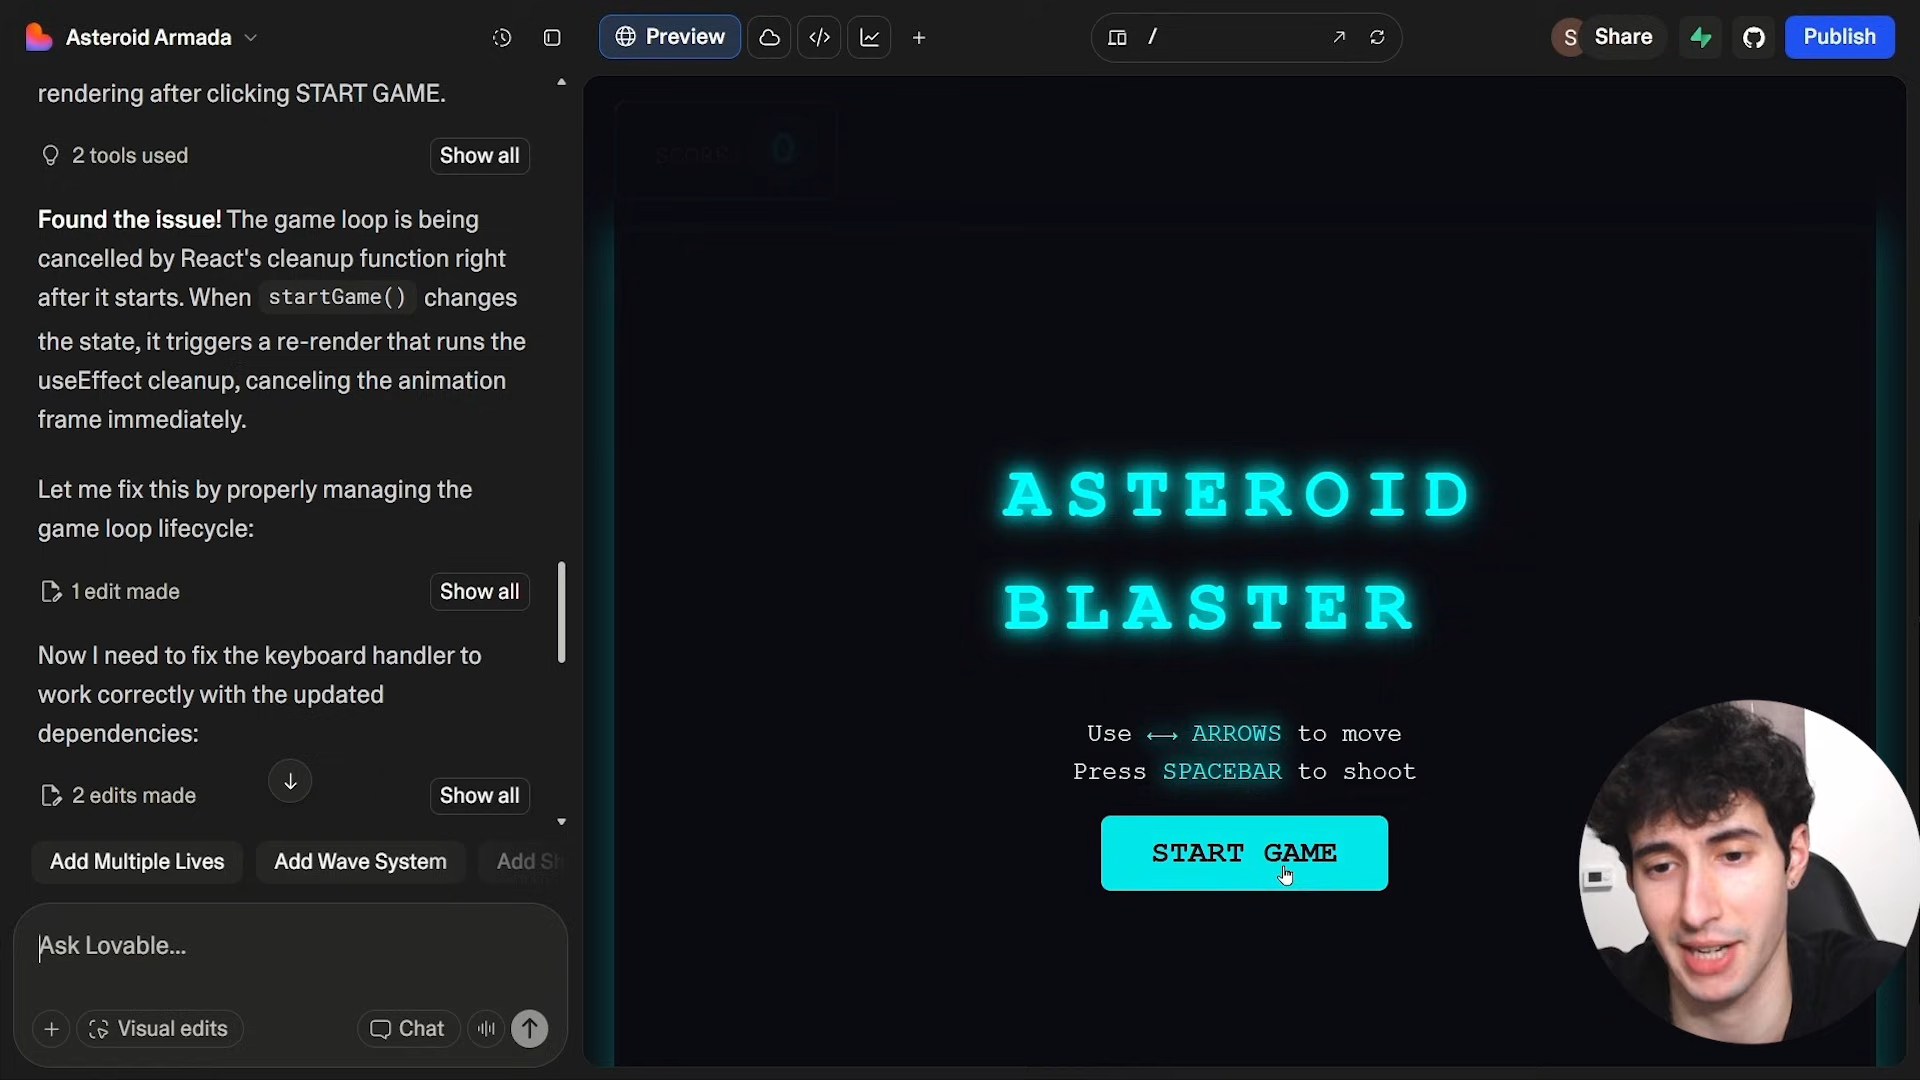 Asteroid Armada
Preview
/
S
Share
Publish
rendering after clicking START GAME.
2 tools used
Show all
Found the issue! The game loop is being
cancelled by React's cleanup function right
after it starts. When startGame() changes
the state, it triggers a re-render that runs the
useEffect cleanup, canceling the animation
frame immediately.
Let me fix this by properly managing the
game loop lifecycle:
1 edit made
Show all
Now I need to fix the keyboard handler to
work correctly with the updated
dependencies:
2 edits made
Show all
Add Multiple Lives
Add Wave System
Ask Lovable...
Visual edits
Chat
SCORE: 0
ASTEROID
BLASTER
Use ⟷ ARROWS to move
Press SPACEBAR to shoot
START GAME